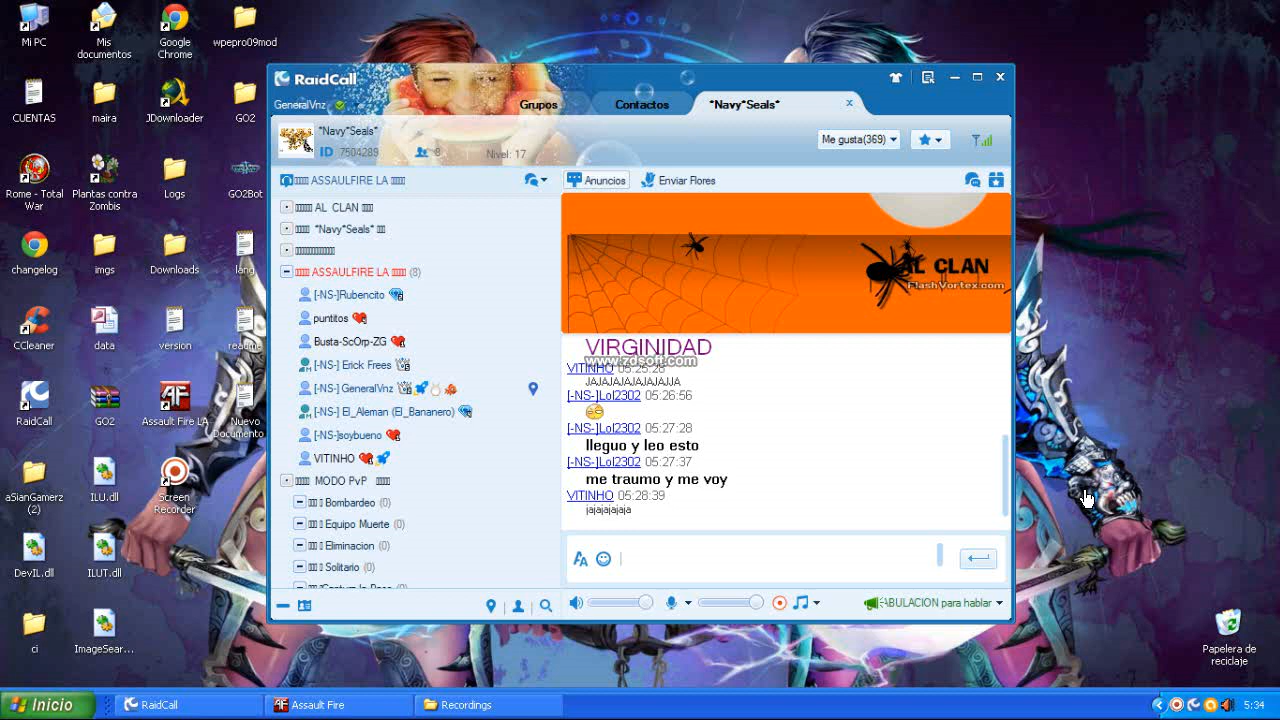 Mi PC
Mis documentos
Google Chrome
wpepro09mod
CUENTAS
maira
JDownloader
GO2
Rome - Total War
Plantas contra Zombis
Logs
GO2Bot
changelog
imgs
Downloads
lang
CCleaner
data
version
readme
RaidCall
GO2
Assault Fire LA
Nuevo Documento
aSianGamerz (2)
ILU.dll
Screen Recorder
DevIL.dll
ILUT.dll
ci
ImageSear...
Papelera de reciclaje
RaidCall
GeneralVnz
Grupos
Contactos
*Navy*Seals*
*Navy*Seals*
ID 7504289
8
Nivel: 17
Me gusta(369)
ASSAULFIRE LA
Anuncios
Enviar Flores
AL CLAN
*Navy*Seals*
ASSAULFIRE LA (8)
[-NS-]Rubencito
puntitos
Busta-ScOrp-ZG
[-NS-] Erick Frees
[-NS-] GeneralVnz
[-NS-] El_Aleman (El_Bananero)
[-NS-]soybueno
VITINHO
MODO PvP
Bombardeo (0)
Equipo Muerte (0)
Eliminacion (0)
Solitario (0)
AL CLAN
FlashVortex.com
VIRGINIDAD
www.zdsoft.com
VITINHO 05:25:28
JAJAJAJAJAJAJAJJA
[-NS-]Lol2302 05:26:56
[-NS-]Lol2302 05:27:28
lleguo y leo esto
[-NS-]Lol2302 05:27:37
me traumo y me voy
VITINHO 05:28:39
jajajajajaja
BULACION para hablar
Inicio
RaidCall
Assault Fire
Recordings
5:34